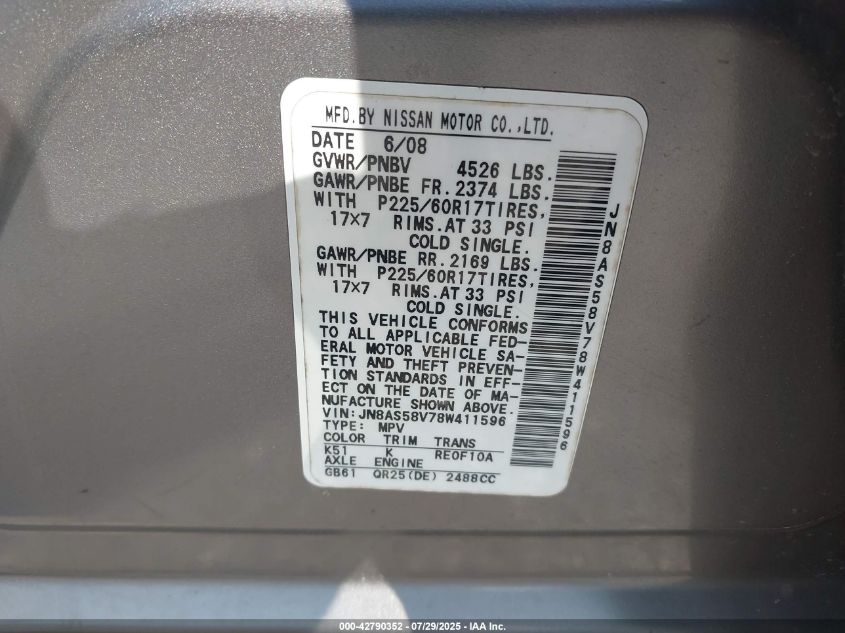 MFD.BY NISSAN MOTOR CO.,LTD.
DATE 6/08
GVWR/PNBV 4526 LBS.
GAWR/PNBE FR. 2374 LBS.
WITH P225/60R17TIRES,
17×7 RIMS.AT 33 PSI
COLD SINGLE.
GAWR/PNBE RR. 2169 LBS.
WITH P225/60R17TIRES,
17×7 RIMS.AT 33 PSI
COLD SINGLE.
THIS VEHICLE CONFORMS
TO ALL APPLICABLE FED-
ERAL MOTOR VEHICLE SA-
FETY AND THEFT PREVEN-
TION STANDARDS IN EFF-
ECT ON THE DATE OF MA-
NUFACTURE SHOWN ABOVE.
VIN: JN8AS58V78W411596
TYPE: MPV
COLOR TRIM TRANS
K51 K RE0F10A
AXLE ENGINE
GB61 QR25(DE) 2488CC
JN8AS58V78W411596
000-42790352 - 07/29/2025 - IAA Inc.